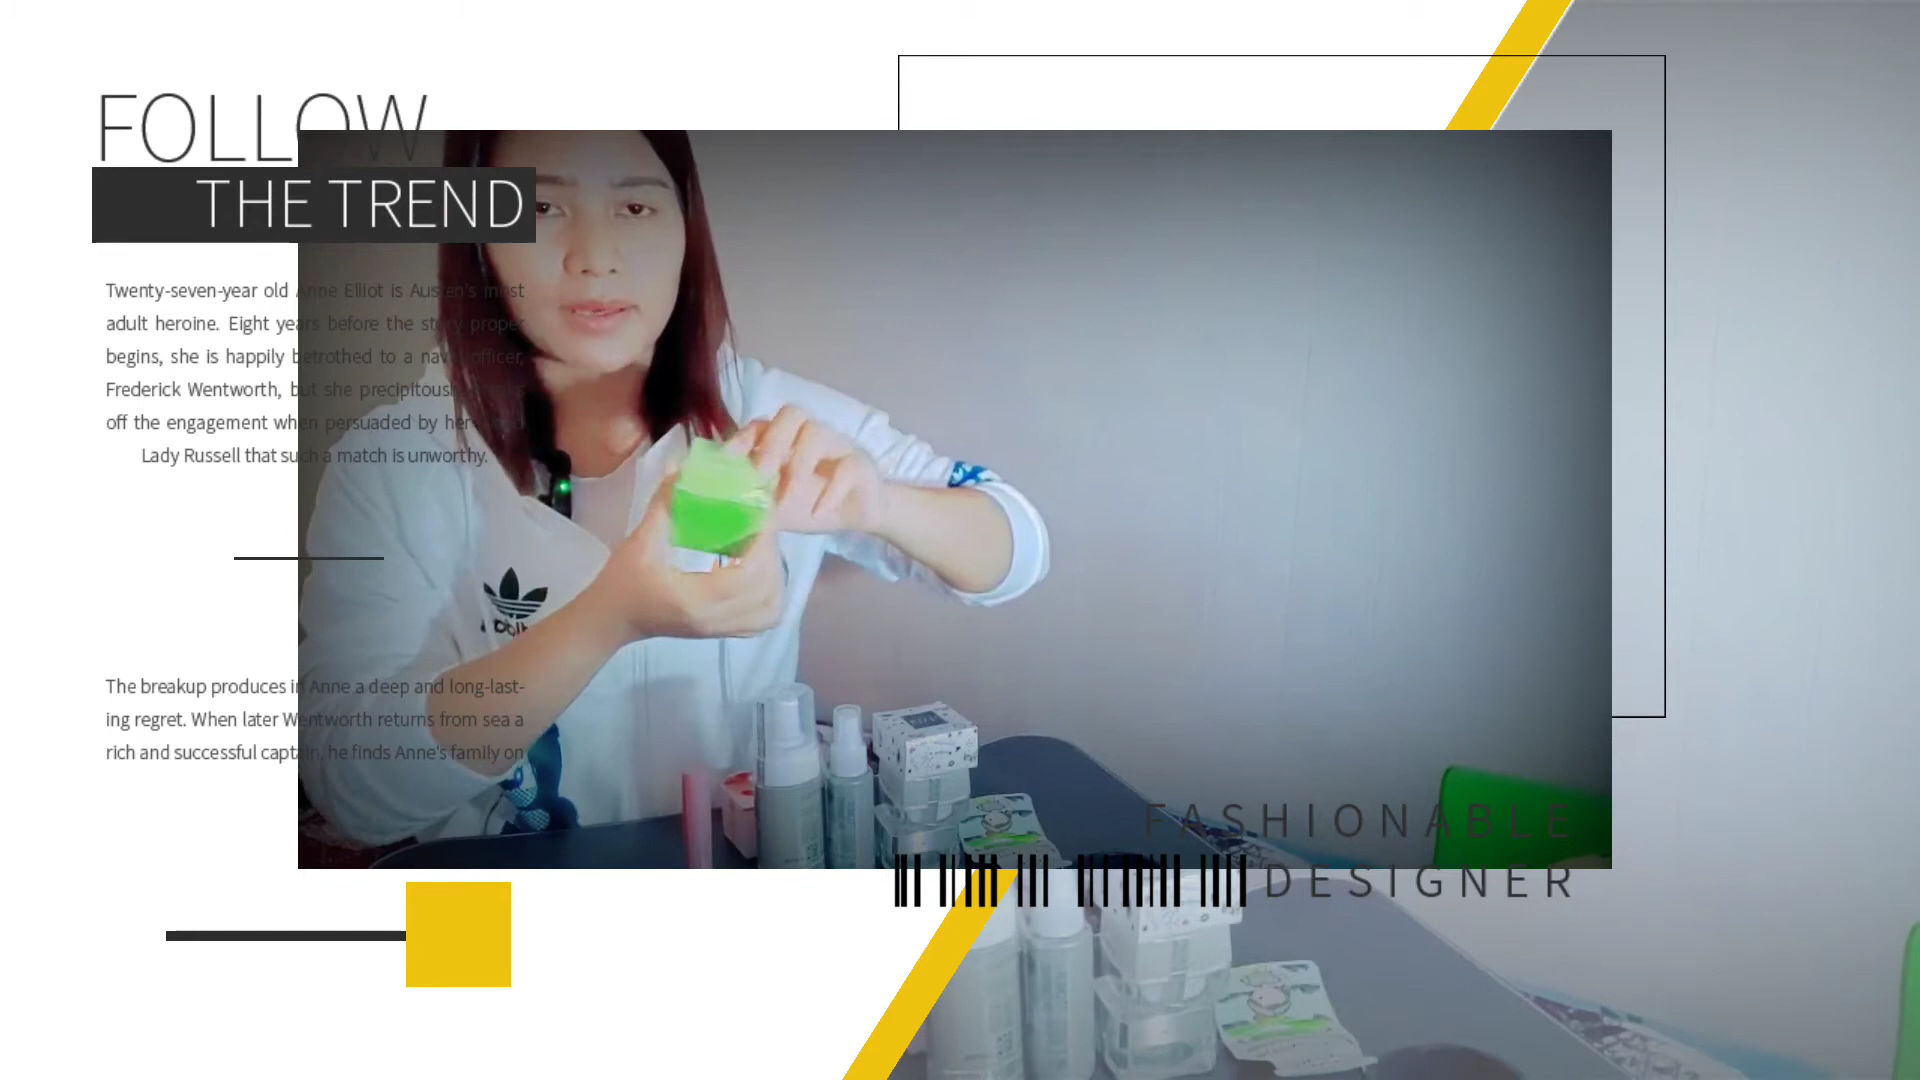 FOLLOW
THE TREND
Twenty-seven-year old Anne Elliot is Austen's most
adult heroine. Eight years before the story proper
begins, she is happily betrothed to a naval officer,
Frederick Wentworth, but she precipitously
off the engagement when persuaded by her
Lady Russell that such a match is unworthy.
The breakup produces in Anne a deep and long-last-
ing regret. When later Wentworth returns from sea a
rich and successful captain, he finds Anne's family on
FASHIONABLE
DESIGNER